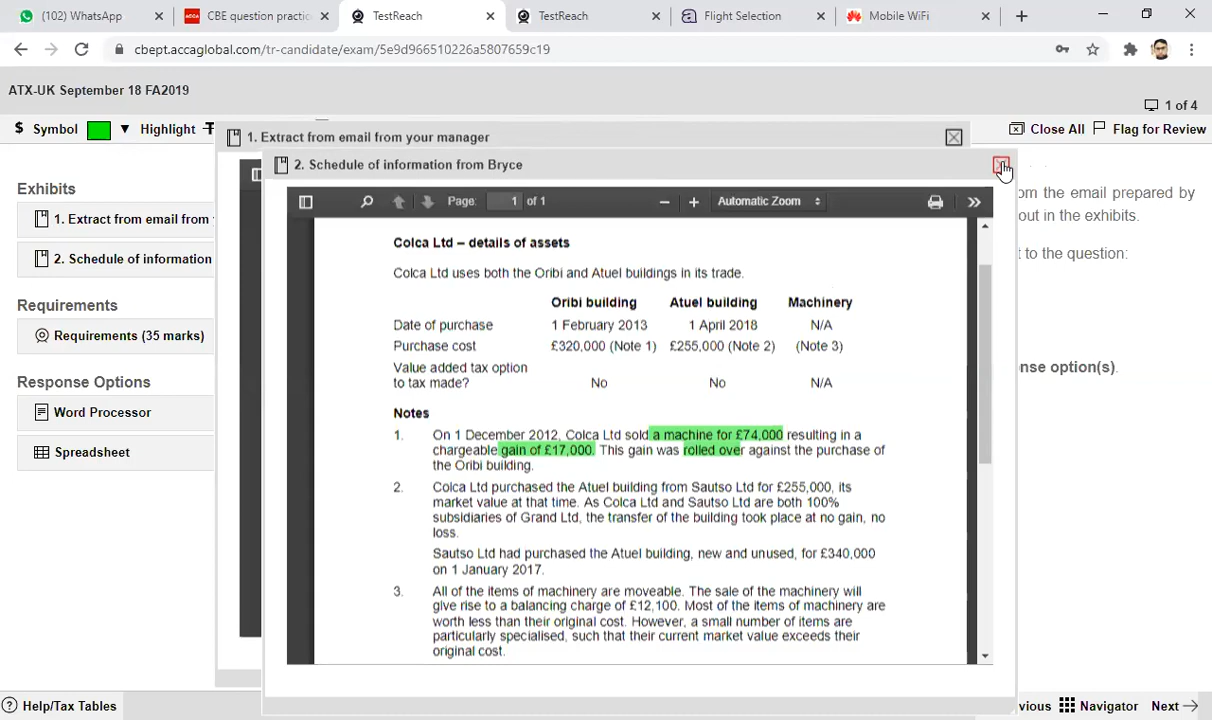 (102) WhatsApp
CBE question practic
TestReach
TestReach
Flight Selection
Mobile WiFi
cbept.accaglobal.com/tr-candidate/exam/5e9d966510226a5807659c19
ATX-UK September 18 FA2019
1 of 4
$ Symbol
Highlight
Close All
Flag for Review
1. Extract from email from your manager
2. Schedule of information from Bryce
Exhibits
1. Extract from email from
2. Schedule of information
Requirements
Requirements (35 marks)
Response Options
Word Processor
Spreadsheet
om the email prepared by
out in the exhibits.
t to the question:
nse option(s).
Page: 1 of 1
Automatic Zoom
Colca Ltd – details of assets
Colca Ltd uses both the Oribi and Atuel buildings in its trade.
Oribi building Atuel building Machinery
Date of purchase 1 February 2013 1 April 2018 N/A
Purchase cost £320,000 (Note 1) £255,000 (Note 2) (Note 3)
Value added tax option
to tax made? No No N/A
Notes
1. On 1 December 2012, Colca Ltd sold a machine for £74,000 resulting in a
chargeable gain of £17,000. This gain was rolled over against the purchase of
the Oribi building.
2. Colca Ltd purchased the Atuel building from Sautso Ltd for £255,000, its
market value at that time. As Colca Ltd and Sautso Ltd are both 100%
subsidiaries of Grand Ltd, the transfer of the building took place at no gain, no
loss.
Sautso Ltd had purchased the Atuel building, new and unused, for £340,000
on 1 January 2017.
3. All of the items of machinery are moveable. The sale of the machinery will
give rise to a balancing charge of £12,100. Most of the items of machinery are
worth less than their original cost. However, a small number of items are
particularly specialised, such that their current market value exceeds their
original cost.
Help/Tax Tables
vious
Navigator
Next